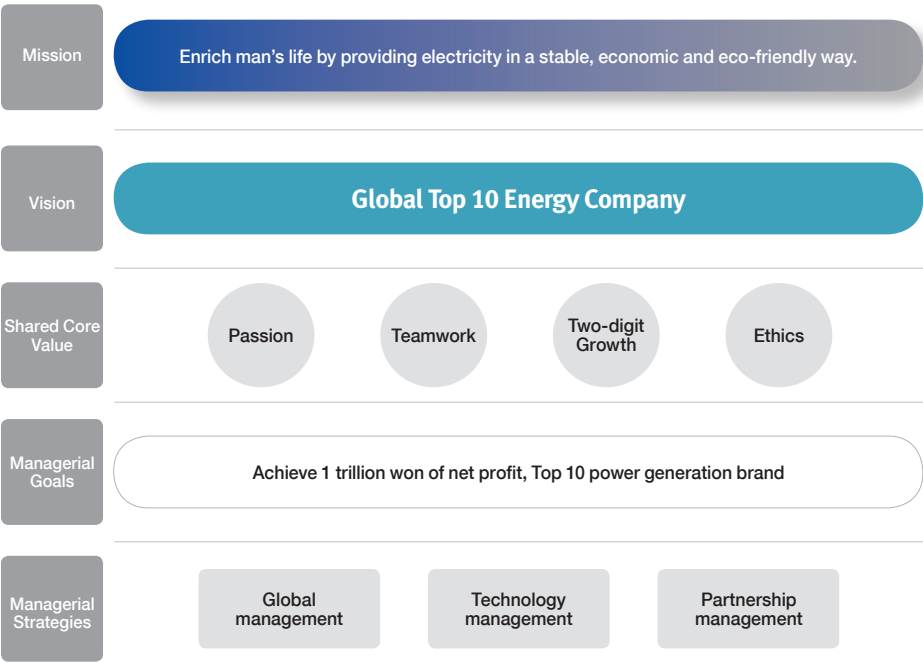 Mission
Enrich man's life by providing electricity in a stable, economic and eco-friendly way.
Vision
Global Top 10 Energy Company
Shared Core
Value
Passion
Teamwork
Two-digit
Growth
Ethics
Managerial
Goals
Achieve 1 trillion won of net profit, Top 10 power generation brand
Managerial
Strategies
Global
management
Technology
management
Partnership
management